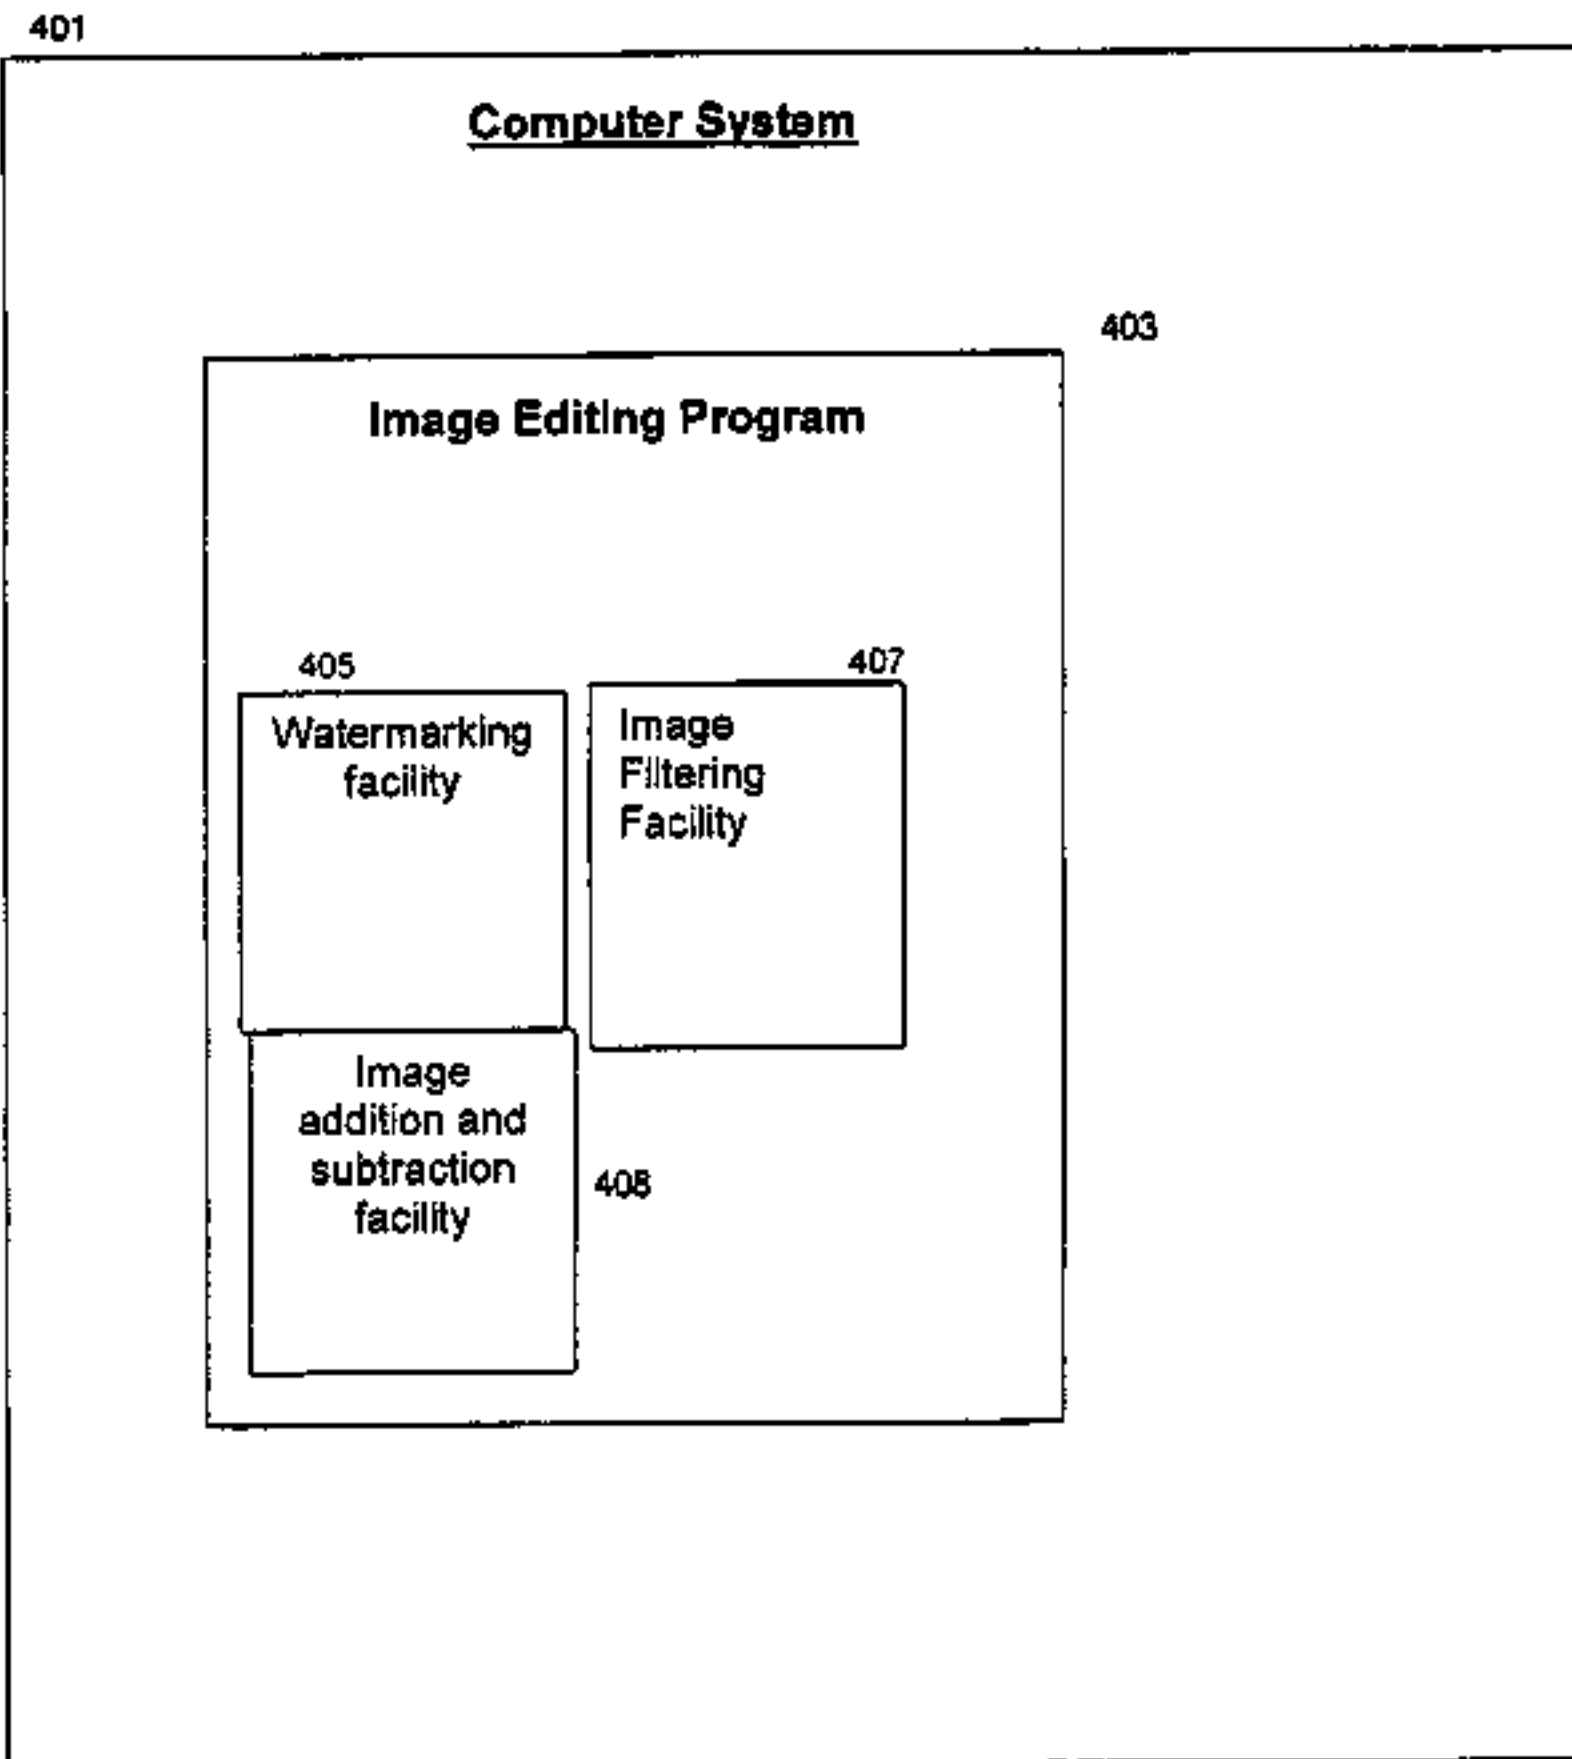 401
Computer System
403
Image Editing Program
405
Watermarking
facility
407
Image
Filtering
Facility
Image
addition and
subtraction
facility
408